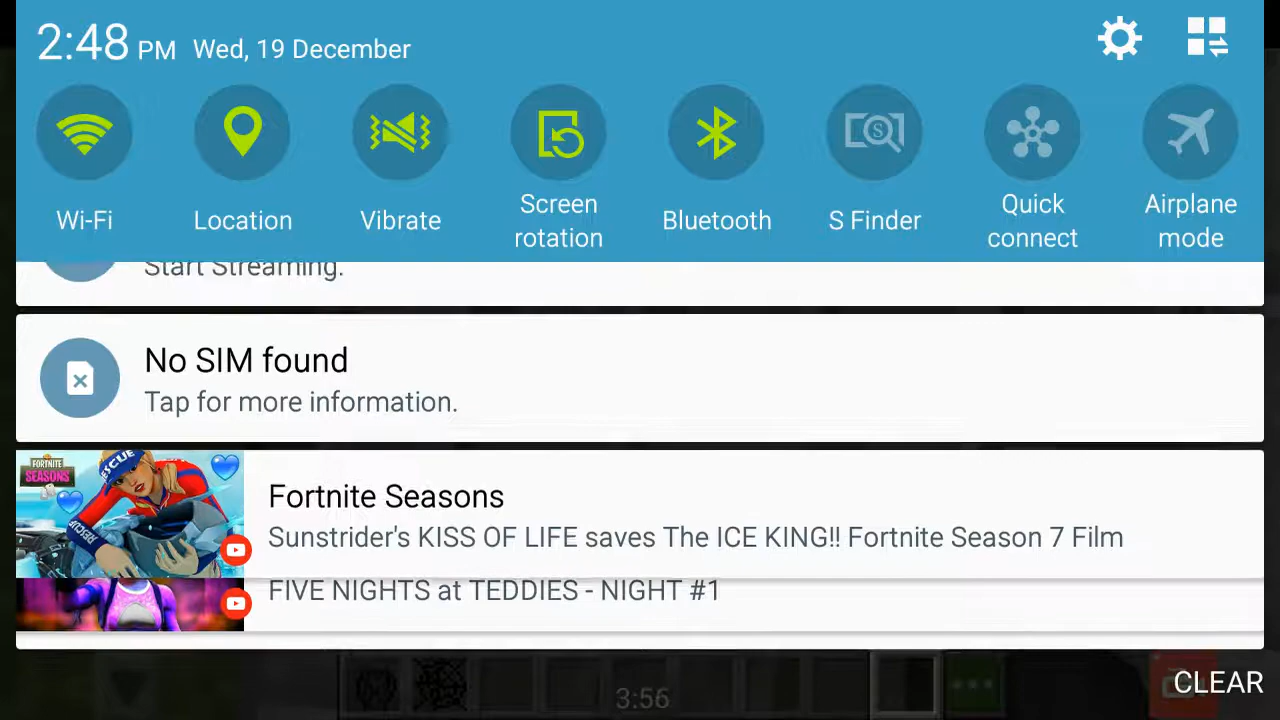 2:48 PM Wed, 19 December
Wi-Fi
Location
Vibrate
Screen rotation
Bluetooth
S Finder
Quick connect
Airplane mode
Start Streaming.
No SIM found
Tap for more information.
FORTNITE
SEASONS
RESCUE
RESCUE
Fortnite Seasons
Sunstrider's KISS OF LIFE saves The ICE KING!! Fortnite Season 7 Film
FIVE NIGHTS at TEDDIES - NIGHT #1
3:56
CLEAR